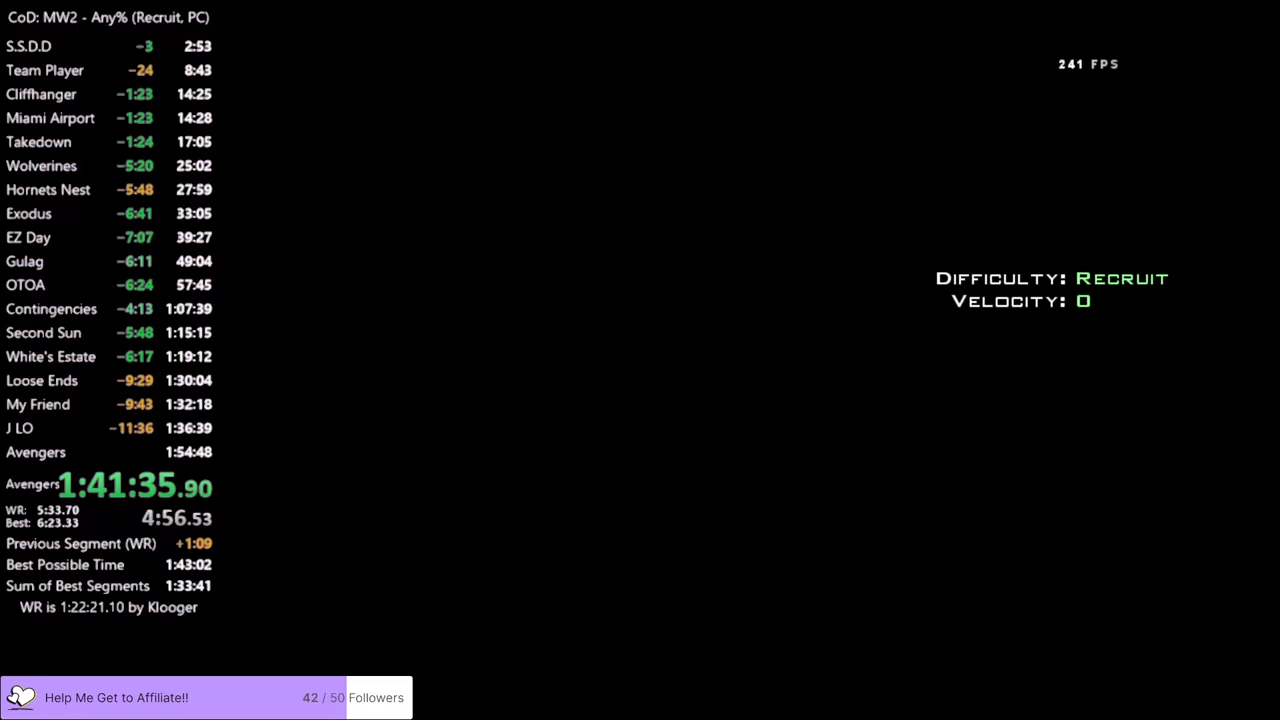 CoD: MW2 - Any% (Recruit, PC)
S.S.D.D -3 2:53
Team Player -24 8:43
Cliffhanger -1:23 14:25
Miami Airport -1:23 14:28
Takedown -1:24 17:05
Wolverines -5:20 25:02
Hornets Nest -5:48 27:59
Exodus -6:41 33:05
EZ Day -7:07 39:27
Gulag -6:11 49:04
OTOA -6:24 57:45
Contingencies -4:13 1:07:39
Second Sun -5:48 1:15:15
White's Estate -6:17 1:19:12
Loose Ends -9:29 1:30:04
My Friend -9:43 1:32:18
J LO -11:36 1:36:39
Avengers 1:54:48
Avengers 1:41:35.90
WR: 5:33.70
Best: 6:23.33
4:56.53
Previous Segment (WR) +1:09
Best Possible Time 1:43:02
Sum of Best Segments 1:33:41
WR is 1:22:21.10 by Klooger
Help Me Get to Affiliate!! 42 / 50 Followers
241 FPS
Difficulty: Recruit
Velocity: 0